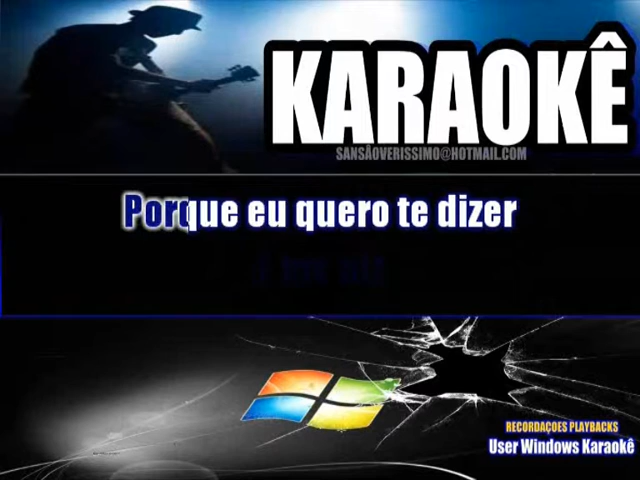 KARAOKÊ
SANSÃOVERISSIMO@HOTMAIL.COM
Porque eu quero te dizer
RECORDAÇOES PLAYBACKS
User Windows Karaokê